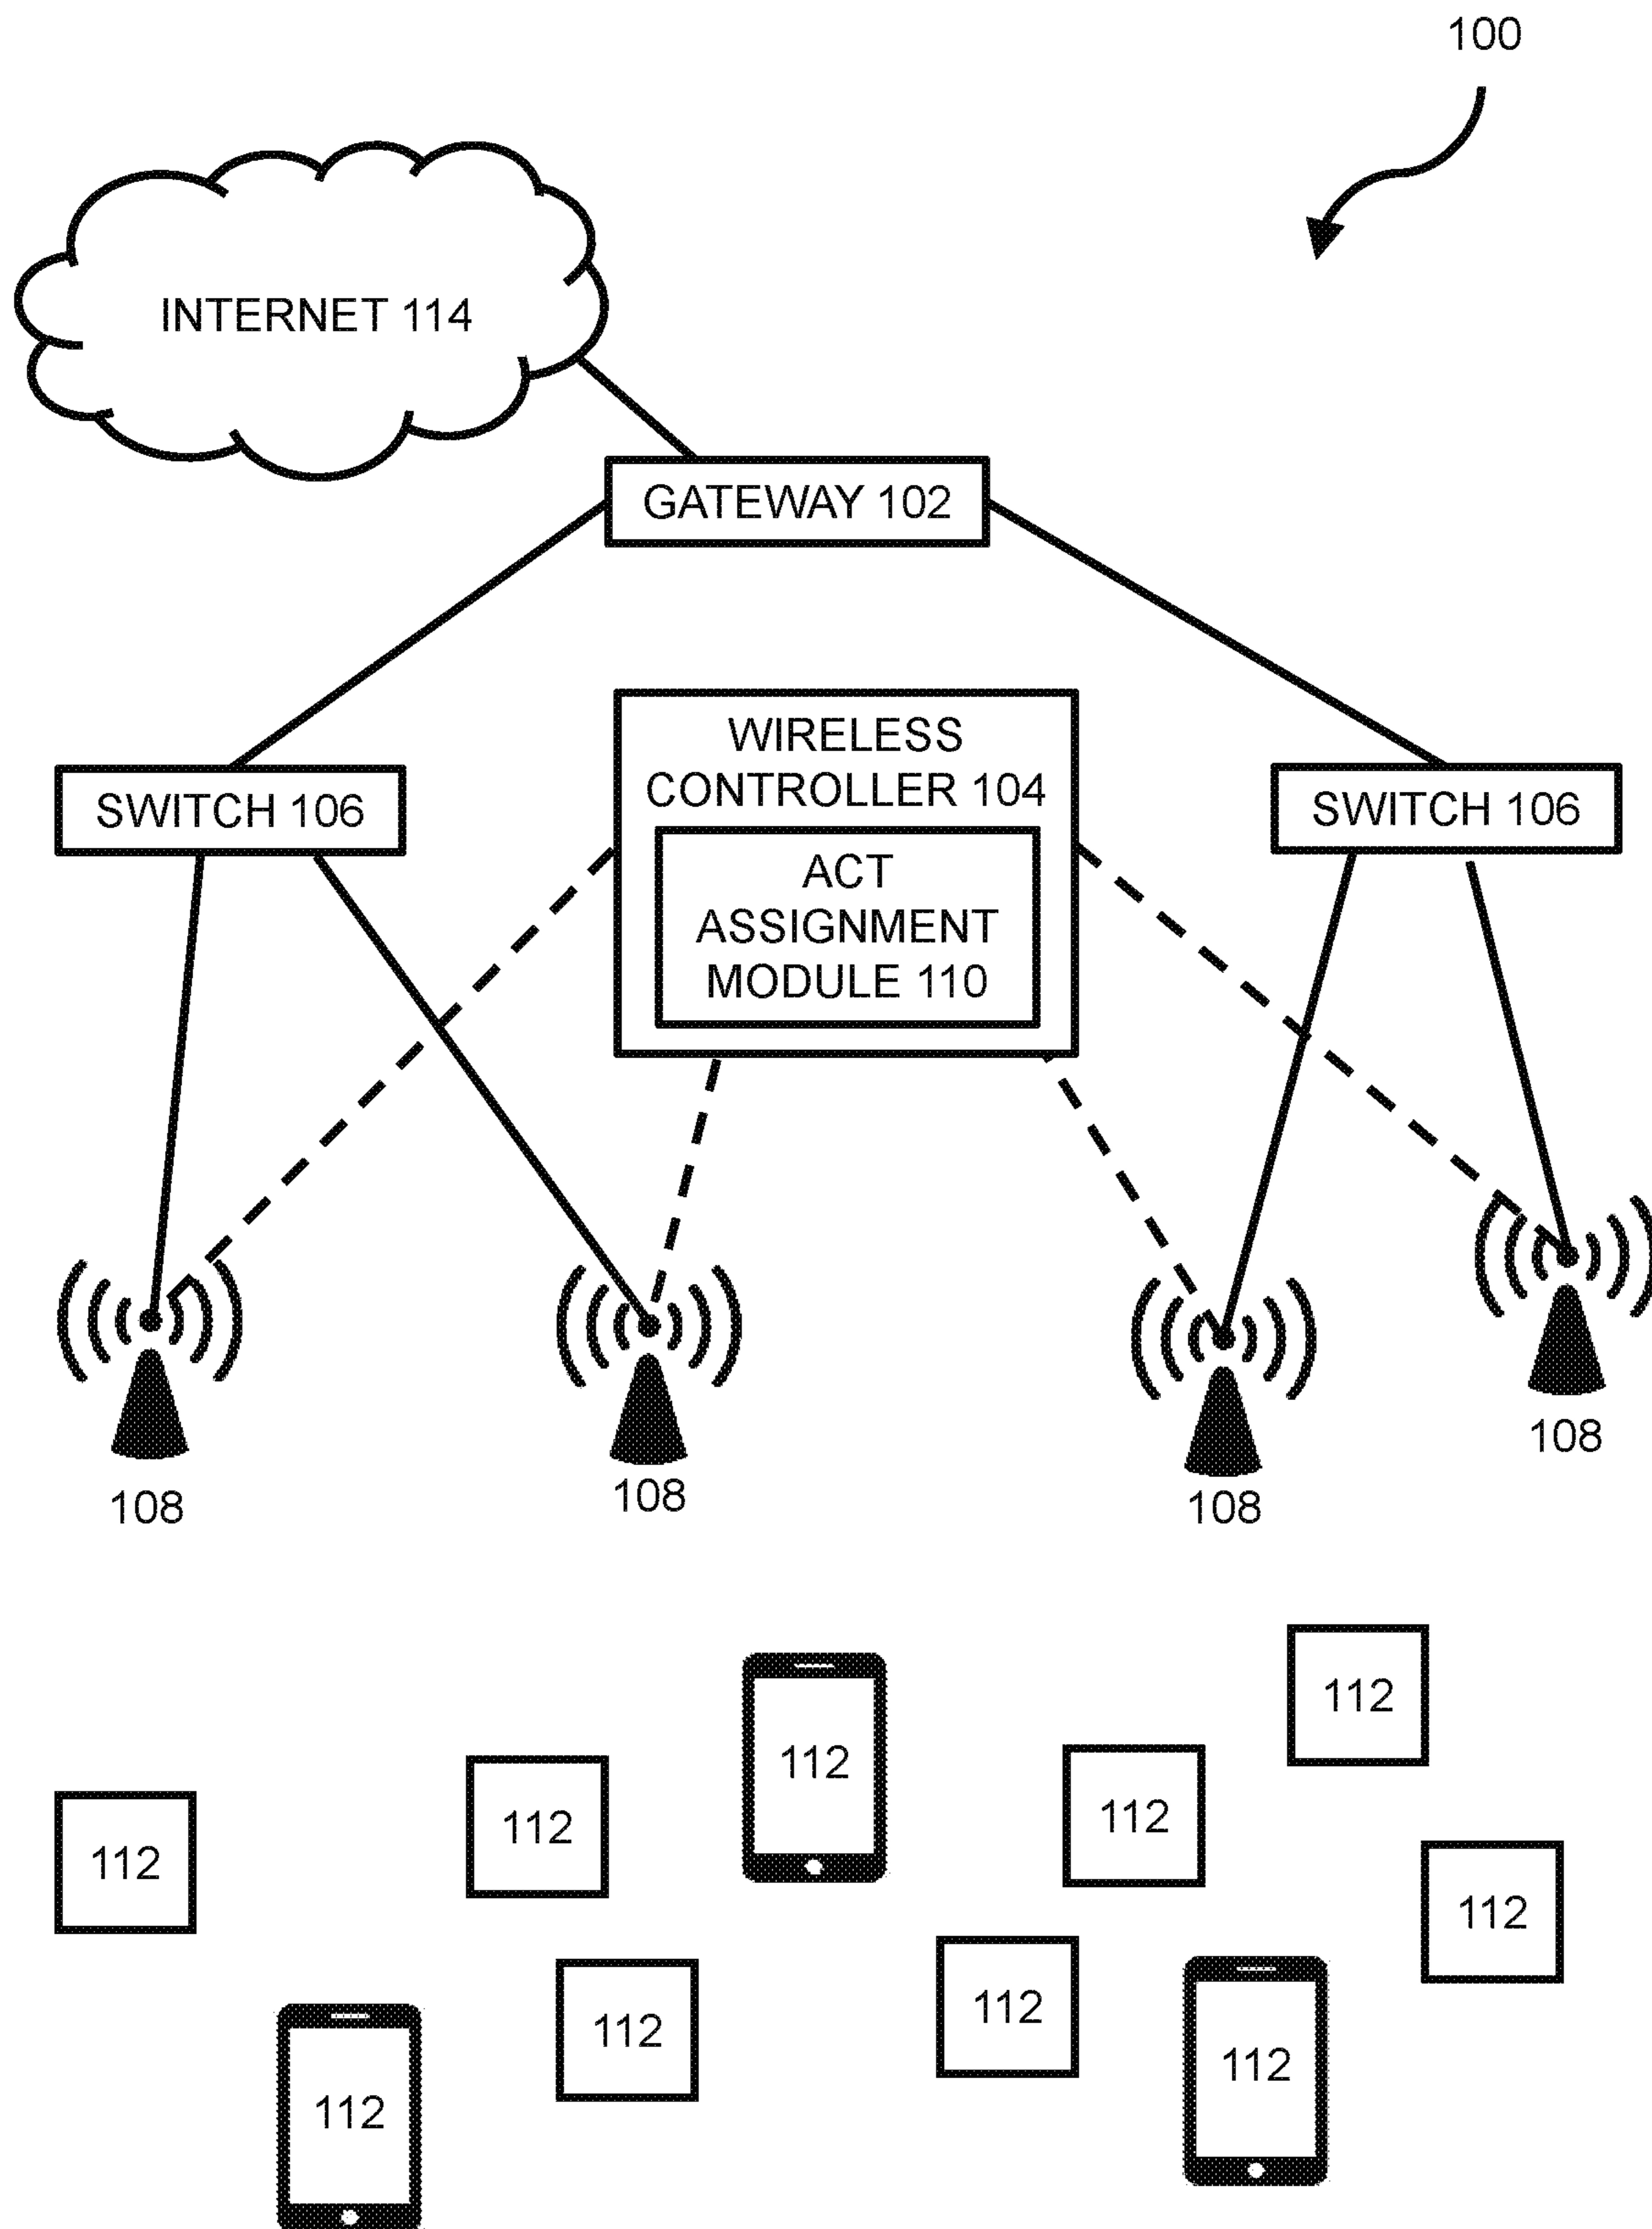 100
INTERNET 114
GATEWAY 102
WIRELESS
CONTROLLER 104
SWITCH 106
SWITCH 106
ACT
ASSIGNMENT
MODULE 110
108
108
108
108
112
112
112
112
112
112
112
112
112
112